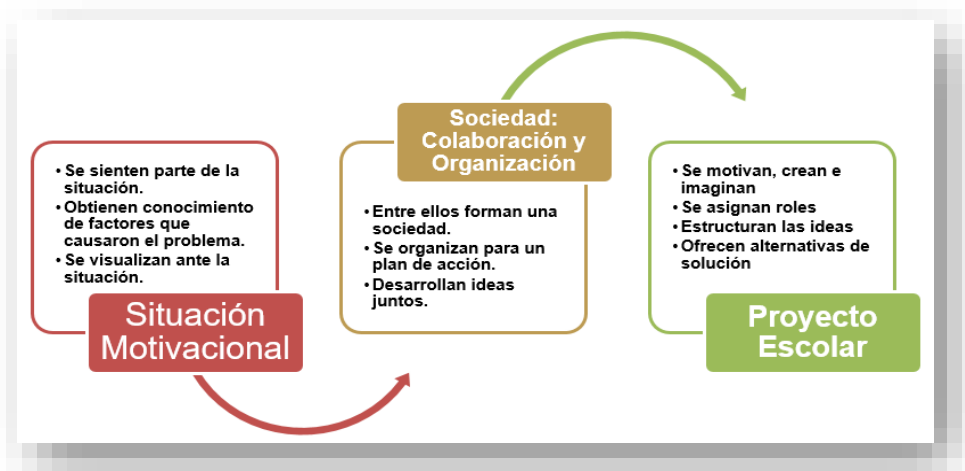 • Se sienten parte de la
situación.
• Obtienen conocimiento
de factores que
causaron el problema.
• Se visualizan ante la
situación.
Situación
Motivacional
Sociedad:
Colaboración y
Organización
• Entre ellos forman una
sociedad.
• Se organizan para un
plan de acción.
• Desarrollan ideas
juntos.
• Se motivan, crean e
imaginan
• Se asignan roles
• Estructuran las ideas
• Ofrecen alternativas de
solución
Proyecto
Escolar